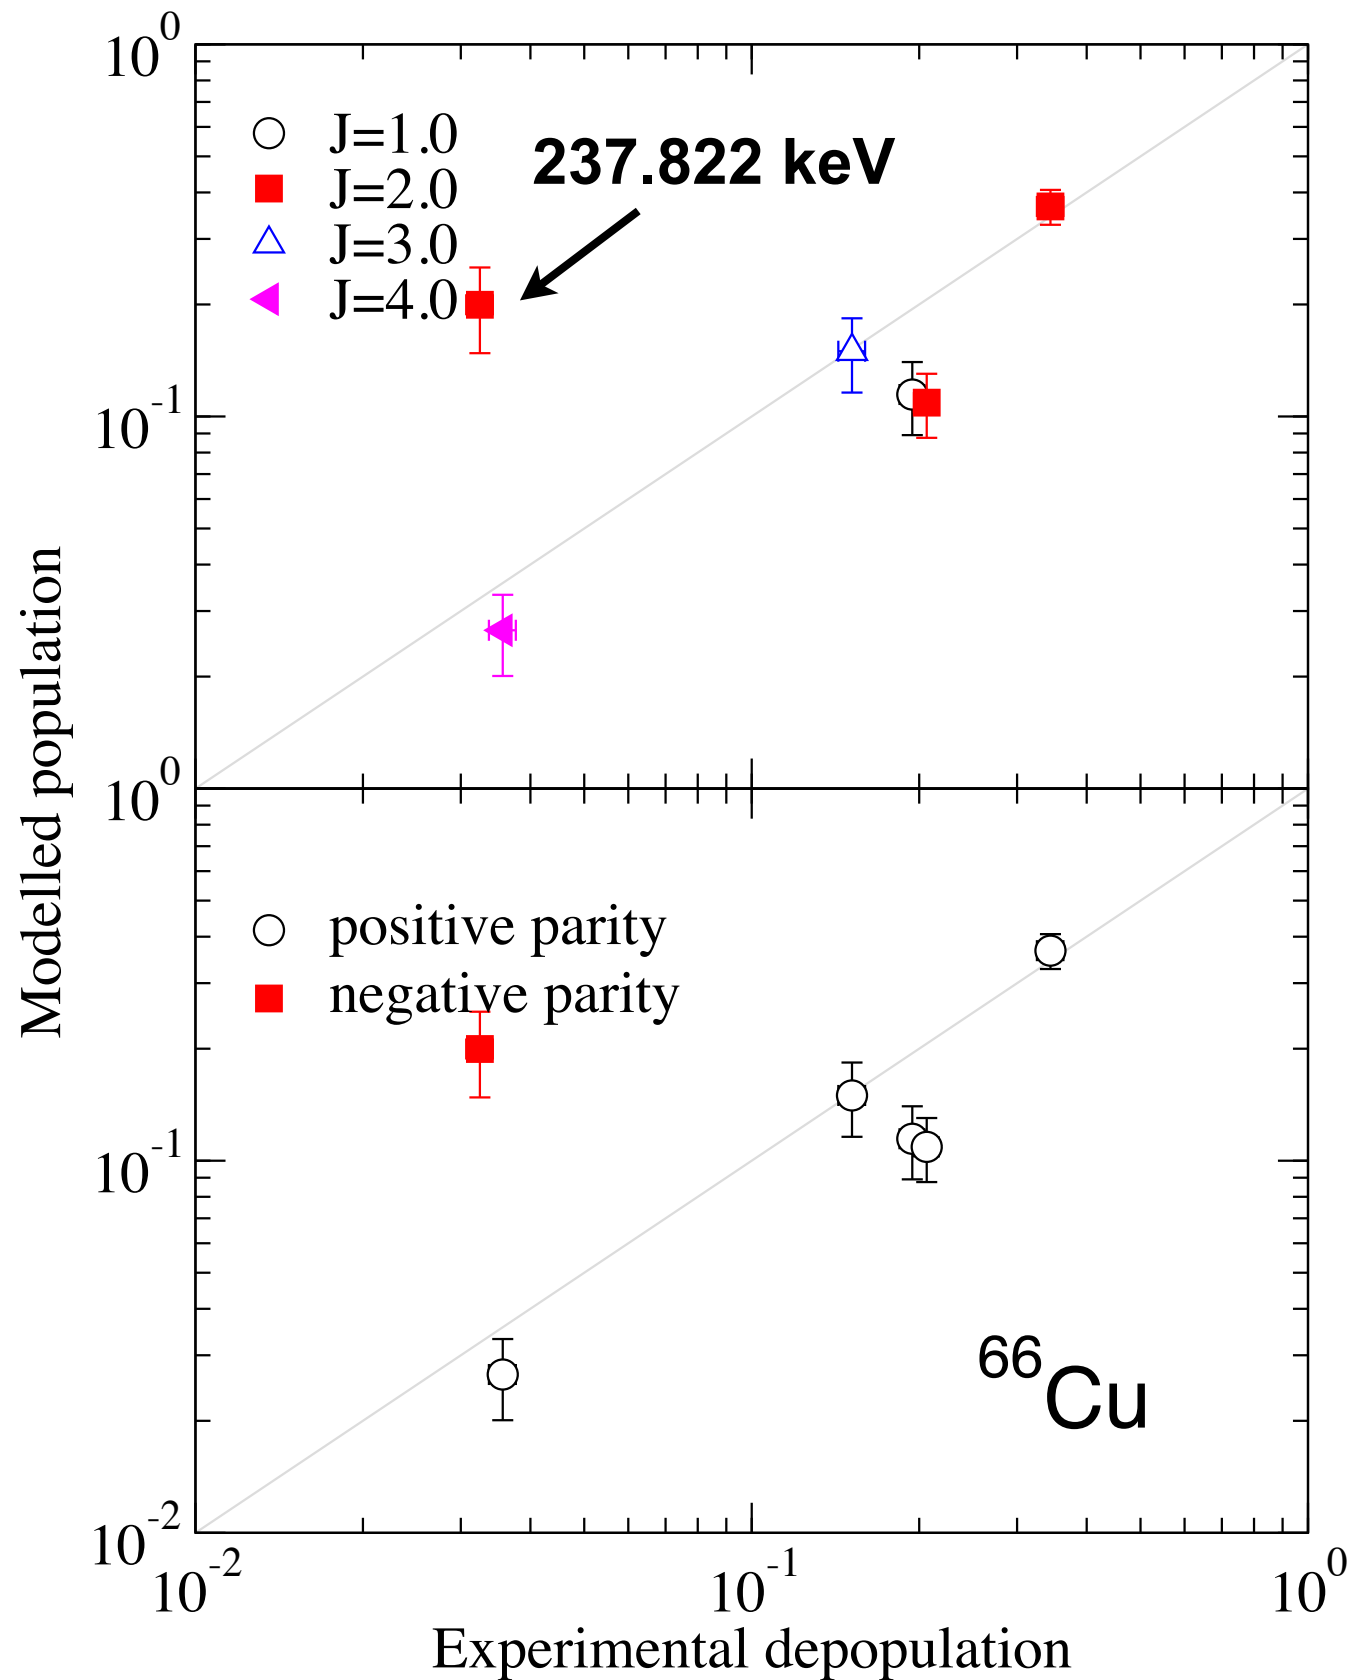 10^0
J=1.0
237.822 keV
J=2.0
J=3.0
J=4.0
10^-1
Modelled population
10^0
positive parity
negative parity
10^-1
66Cu
10^-2
10^-2 10^-1 10^0
Experimental depopulation